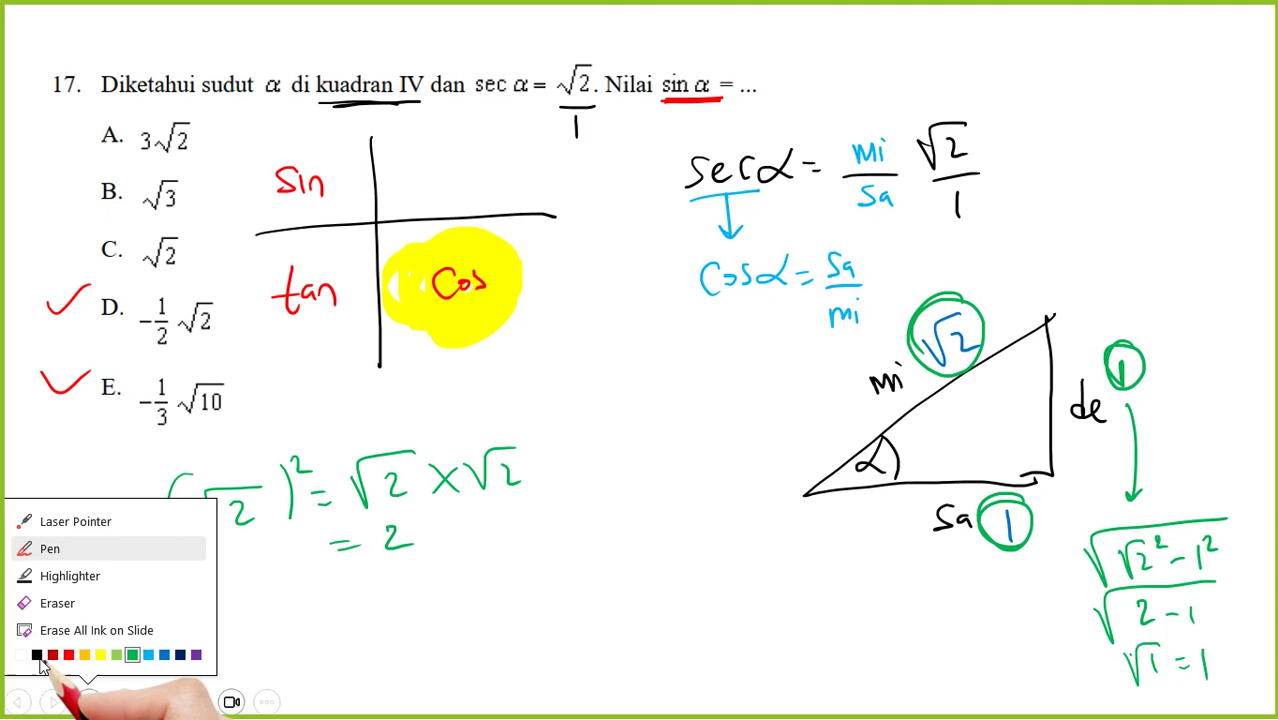 17. Diketahui sudut α di kuadran IV dan sec α = √2. Nilai sin α = ...
1
A. 3√2
B. √3
C. √2
D. -1/2 √2
E. -1/3 √10
sin
tan
Cos
sec α = mi/sa √2/1
Cos α = sa/mi
mi √2
de 1
α
sa 1
√(√2² - 1²)
√(2 - 1)
√1 = 1
(√2)² = √2 × √2
= 2
Laser Pointer
Pen
Highlighter
Eraser
Erase All Ink on Slide